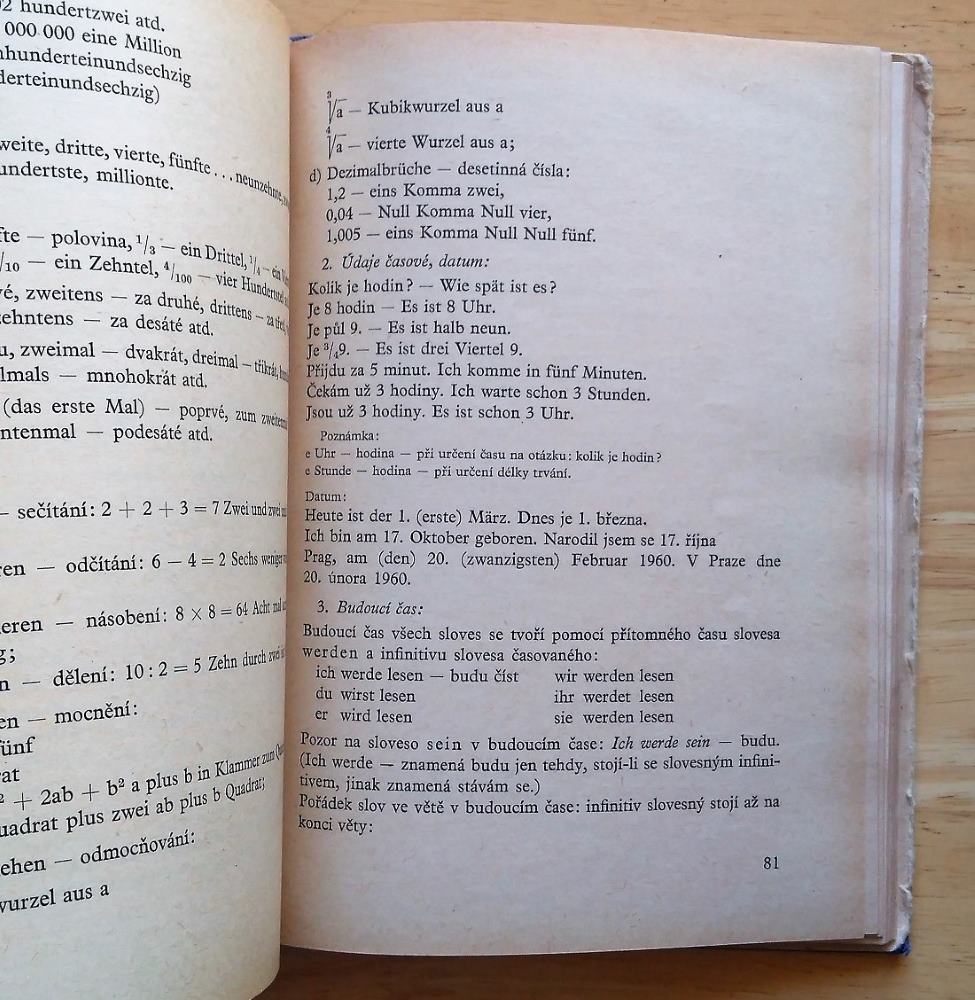 02 hundertzwei atd.
000 000 eine Million
nhunderteinundsechzig
derteinundsechzig)
weite, dritte, vierte, fünfte... neunzehnte,
undertste, millionte.
fte — polovina, 1/3 — ein Drittel, 1/4 — ein
/10 — ein Zehntel, 4/100 — vier Hundertstel
vé, zweitens — za druhé, drittens — za
zehntens — za desáté atd.
u, zweimal — dvakrát, dreimal — třikrát,
lmals — mnohokrát atd.
(das erste Mal) — poprvé, zum zweiten
ntenmal — podesáté atd.
— sečítání: 2 + 2 + 3 = 7 Zwei und zwei
ren — odčítání: 6 — 4 = 2 Sechs weniger
eren — násobení: 8 × 8 = 64 Acht mal
g;
n — dělení: 10 : 2 = 5 Zehn durch zwei
en — mocnění:
ünf
rat
² + 2ab + b² a plus b in Klammer zum
uadrat plus zwei ab plus b Quadrat;
ehen — odmocňování:
wurzel aus a
³√a — Kubikwurzel aus a
⁴√a — vierte Wurzel aus a;
d) Dezimalbrüche — desetinná čísla:
1,2 — eins Komma zwei,
0,04 — Null Komma Null vier,
1,005 — eins Komma Null Null fünf.
2. Údaje časové, datum:
Kolik je hodin? — Wie spät ist es?
Je 8 hodin — Es ist 8 Uhr.
Je půl 9. — Es ist halb neun.
Je 3/4 9. — Es ist drei Viertel 9.
Přijdu za 5 minut. Ich komme in fünf Minuten.
Čekám už 3 hodiny. Ich warte schon 3 Stunden.
Jsou už 3 hodiny. Es ist schon 3 Uhr.
Poznámka:
e Uhr — hodina — při určení času na otázku: kolik je hodin?
e Stunde — hodina — při určení délky trvání.
Datum:
Heute ist der 1. (erste) März. Dnes je 1. března.
Ich bin am 17. Oktober geboren. Narodil jsem se 17. října
Prag, am (den) 20. (zwanzigsten) Februar 1960. V Praze dne
20. února 1960.
3. Budoucí čas:
Budoucí čas všech sloves se tvoří pomocí přítomného času slovesa
werden a infinitivu slovesa časovaného:
ich werde lesen — budu číst wir werden lesen
du wirst lesen ihr werdet lesen
er wird lesen sie werden lesen
Pozor na sloveso sein v budoucím čase: Ich werde sein — budu.
(Ich werde — znamená budu jen tehdy, stojí-li se slovesným infini-
tivem, jinak znamená stávám se.)
Pořádek slov ve větě v budoucím čase: infinitiv slovesný stojí až na
konci věty:
81